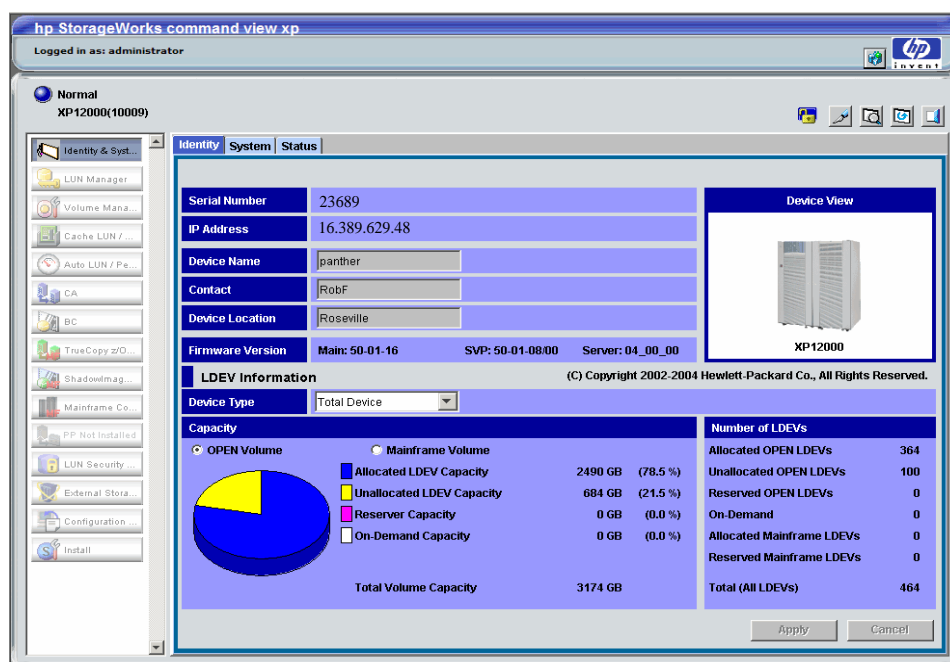 hp StorageWorks command view xp
Logged in as: administrator
hp
invent
Normal
XP12000(10009)
Identity & Syst...
LUN Manager
Volume Mana...
Cache LUN / ...
Auto LUN / Pe...
CA
BC
TrueCopy z/O...
ShadowImag...
Mainframe Co...
PP Not Installed
LUN Security ...
External Stora...
Configuration ...
Install
Identity System Status
Serial Number 23689
IP Address 16.389.629.48
Device Name panther
Contact RobF
Device Location Roseville
Firmware Version Main: 50-01-16 SVP: 50-01-08/00 Server: 04_00_00
Device View
XP12000
LDEV Information (C) Copyright 2002-2004 Hewlett-Packard Co., All Rights Reserved.
Device Type Total Device
Capacity
OPEN Volume Mainframe Volume
Allocated LDEV Capacity 2490 GB (78.5 %)
Unallocated LDEV Capacity 684 GB (21.5 %)
Reserver Capacity 0 GB (0.0 %)
On-Demand Capacity 0 GB (0.0 %)
Total Volume Capacity 3174 GB
Number of LDEVs
Allocated OPEN LDEVs 364
Unallocated OPEN LDEVs 100
Reserved OPEN LDEVs 0
On-Demand 0
Allocated Mainframe LDEVs 0
Reserved Mainframe LDEVs 0
Total (All LDEVs) 464
Apply Cancel